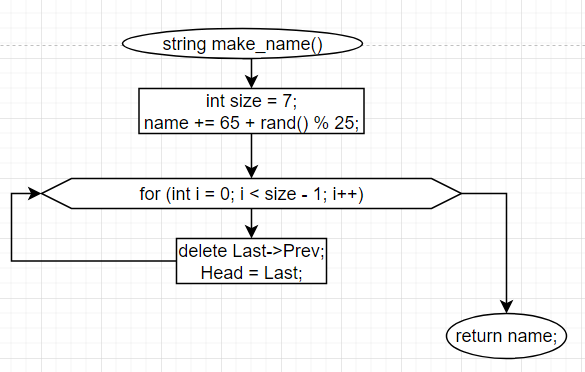 string make_name()
int size = 7;
name += 65 + rand() % 25;
for (int i = 0; i < size - 1; i++)
delete Last->Prev;
Head = Last;
return name;